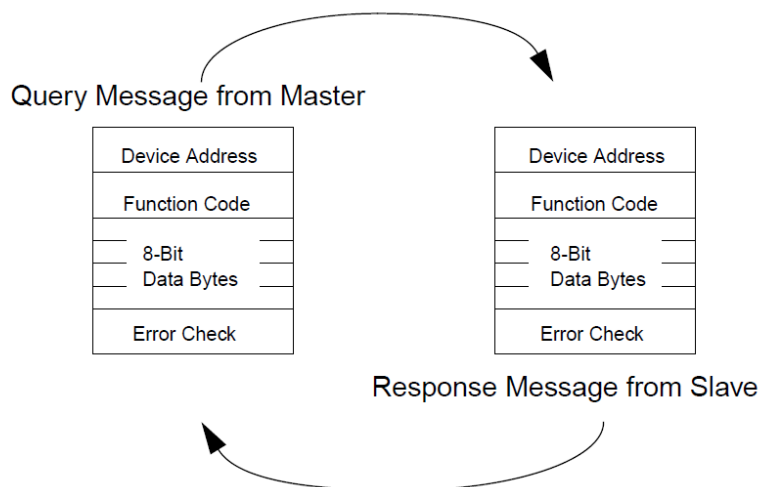 Query Message from Master
Device Address
Function Code
8-Bit
Data Bytes
Error Check
Device Address
Function Code
8-Bit
Data Bytes
Error Check
Response Message from Slave